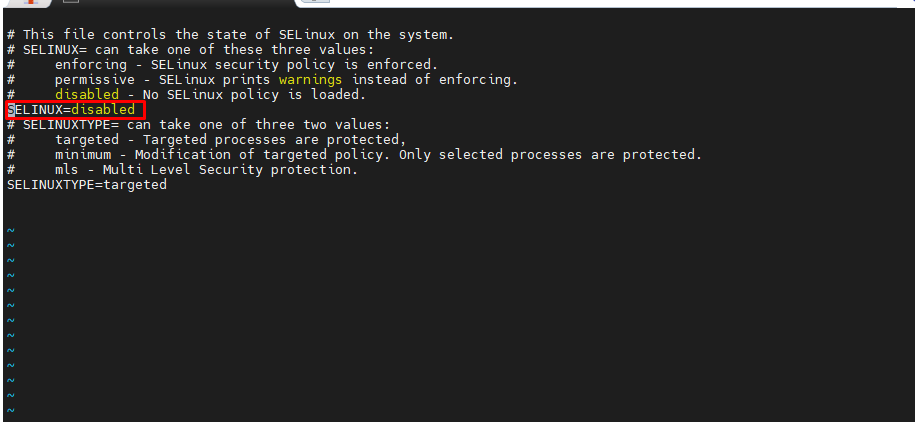 # This file controls the state of SELinux on the system.
# SELINUX= can take one of these three values:
#     enforcing - SELinux security policy is enforced.
#     permissive - SELinux prints warnings instead of enforcing.
#     disabled - No SELinux policy is loaded.
SELINUX=disabled
# SELINUXTYPE= can take one of three two values:
#     targeted - Targeted processes are protected,
#     minimum - Modification of targeted policy. Only selected processes are protected.
#     mls - Multi Level Security protection.
SELINUXTYPE=targeted
~
~
~
~
~
~
~
~
~
~
~
~
~